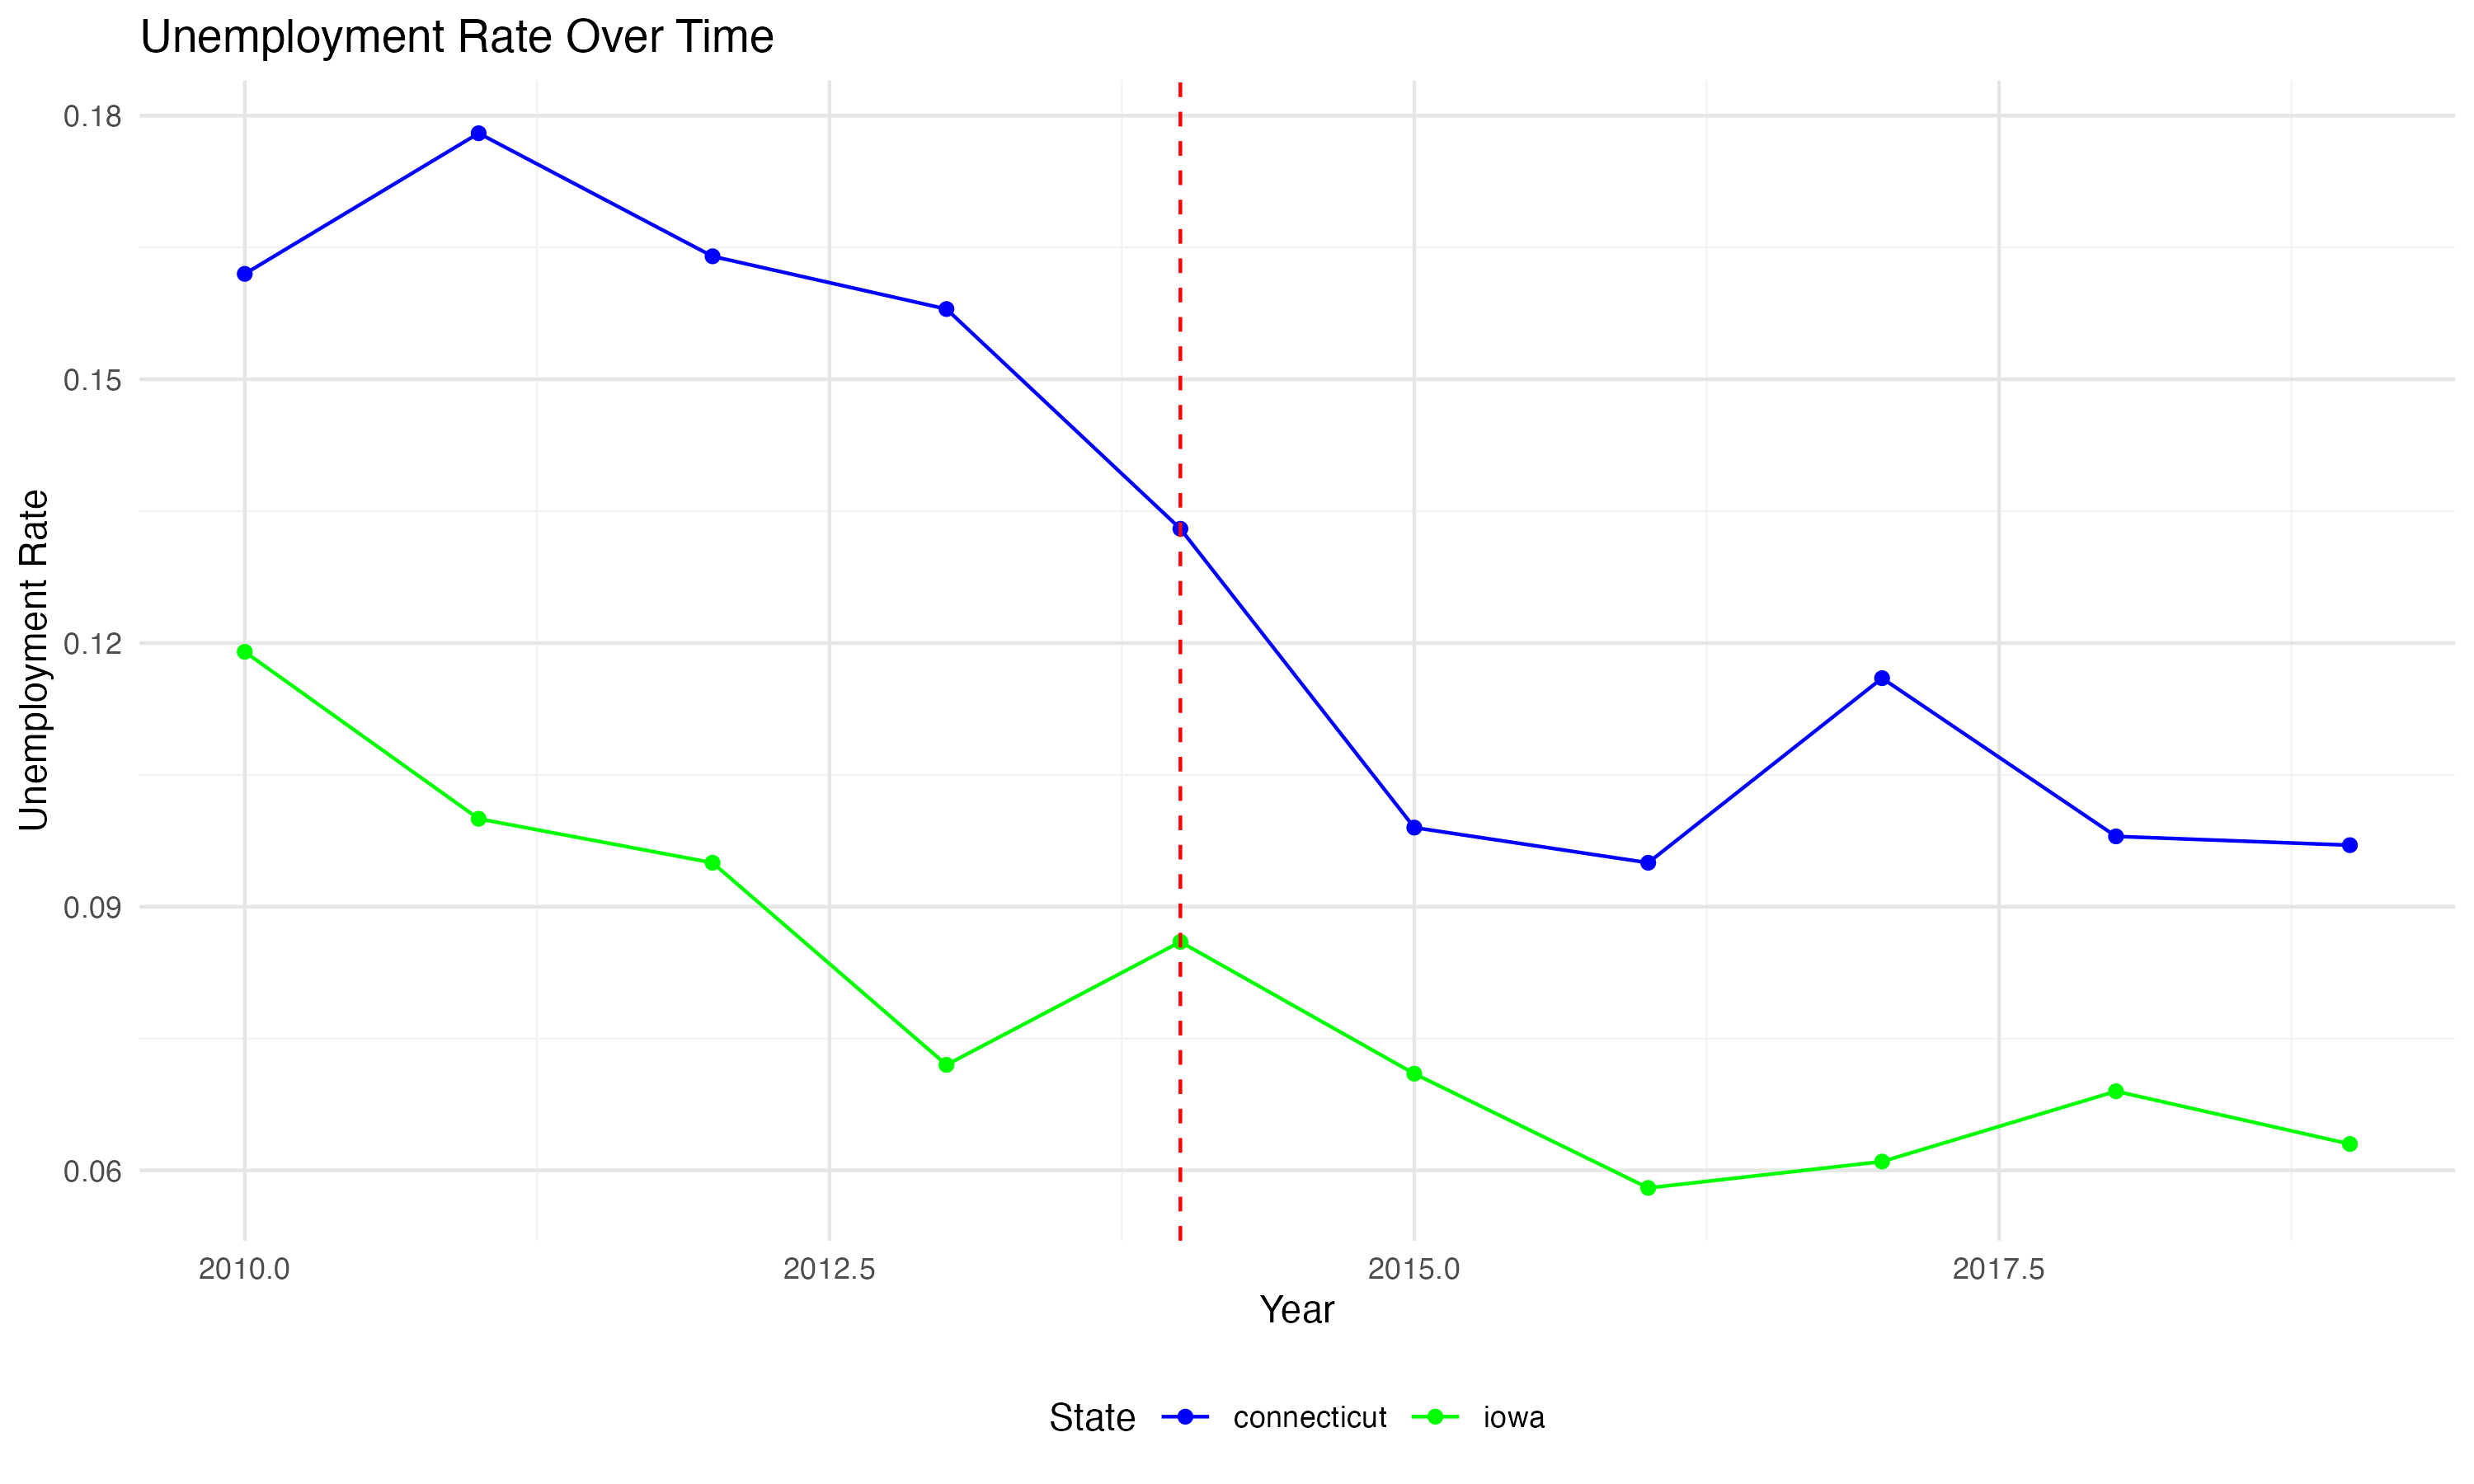 Unemployment Rate Over Time
Unemployment Rate
0.18
0.15
0.12
0.09
0.06
2010.0 2012.5 2015.0 2017.5
Year
State connecticut iowa